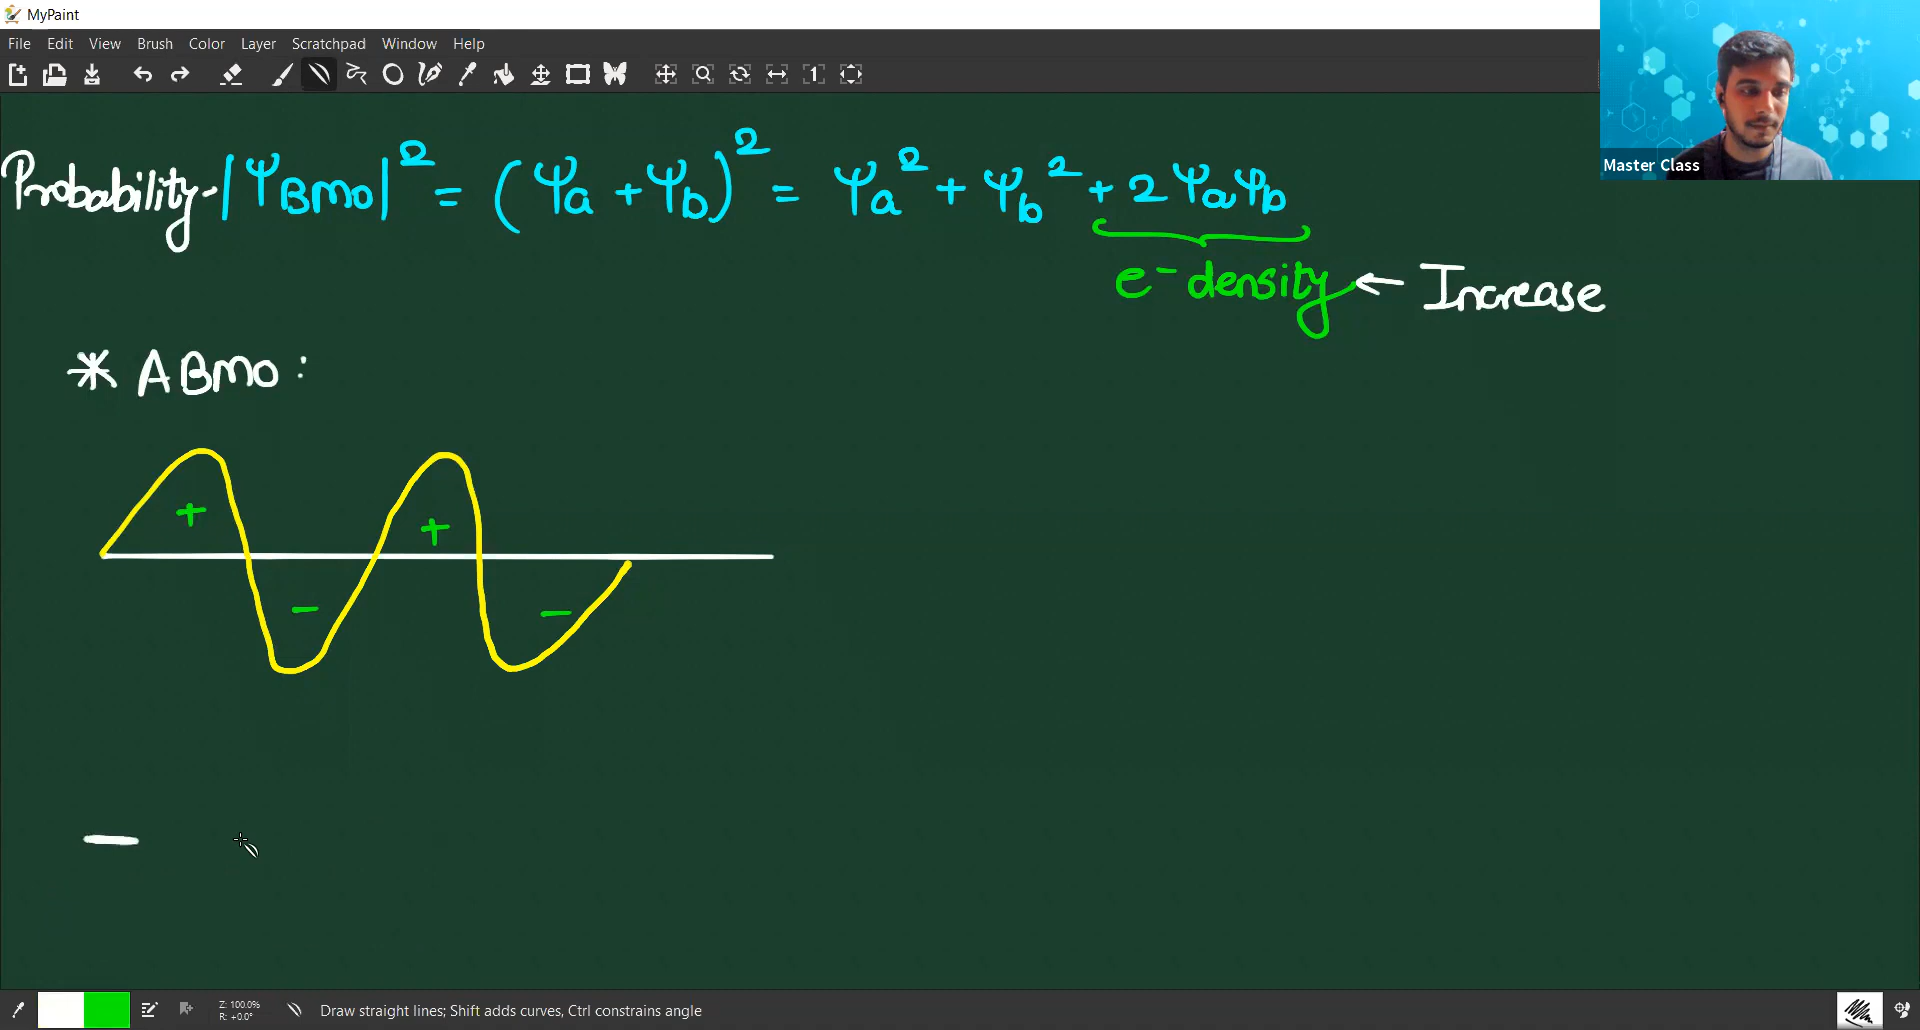 MyPaint
File Edit View Brush Color Layer Scratchpad Window Help
Master Class
Probability - |ΨBmo|² = (Ψa + Ψb)² = Ψa² + Ψb² + 2ΨaΨb
e⁻ density ← Increase
* ABmo :
+ +
- -
Z: 100.0%
R: +0.0°
Draw straight lines; Shift adds curves, Ctrl constrains angle